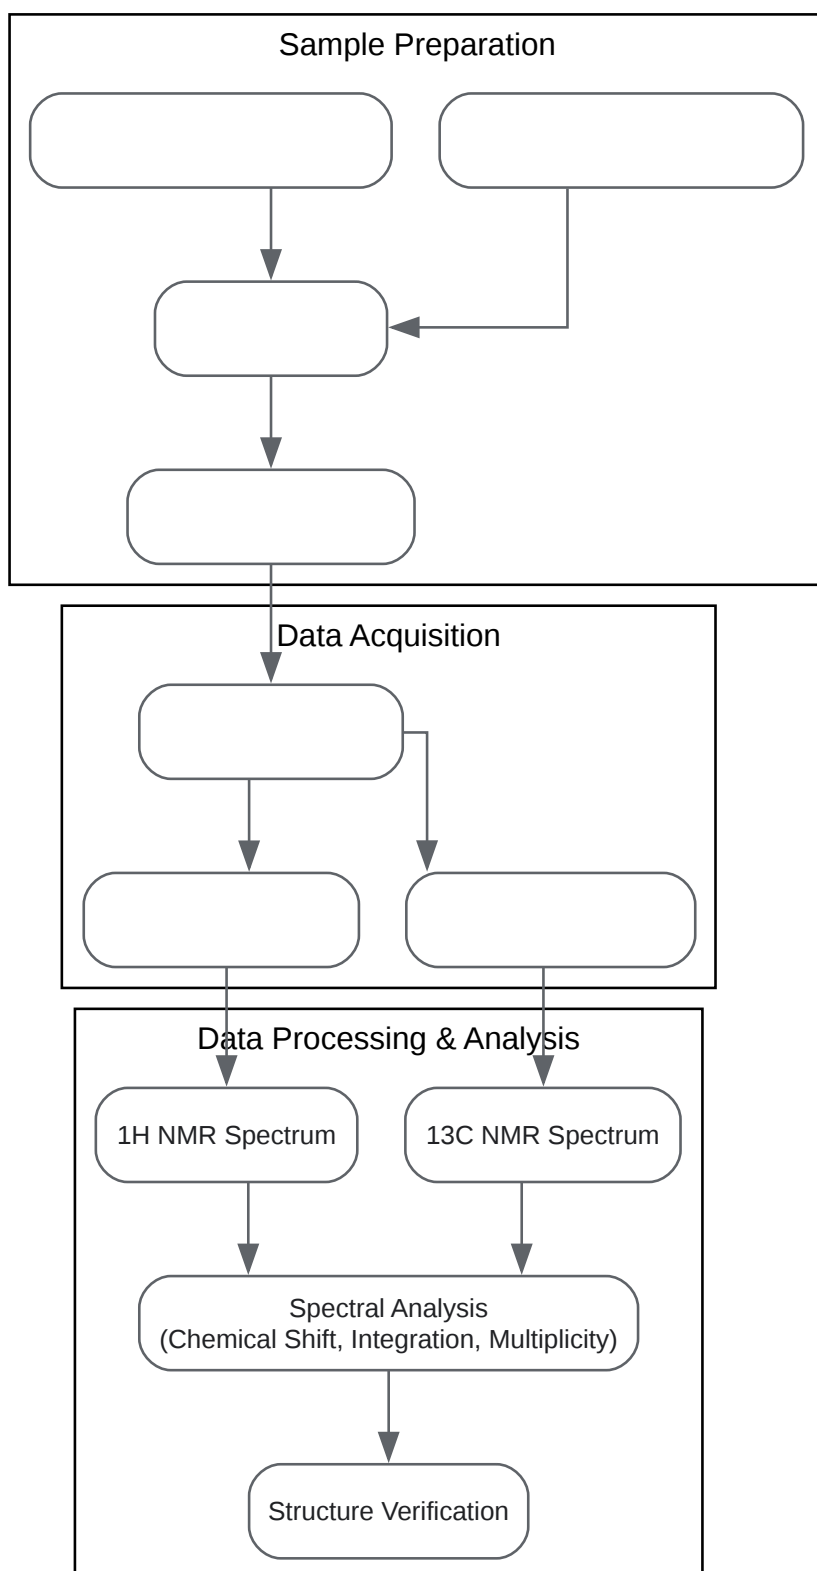 Sample Preparation
Data Acquisition
Data Processing & Analysis
1H NMR Spectrum
13C NMR Spectrum
Spectral Analysis
(Chemical Shift, Integration, Multiplicity)
Structure Verification